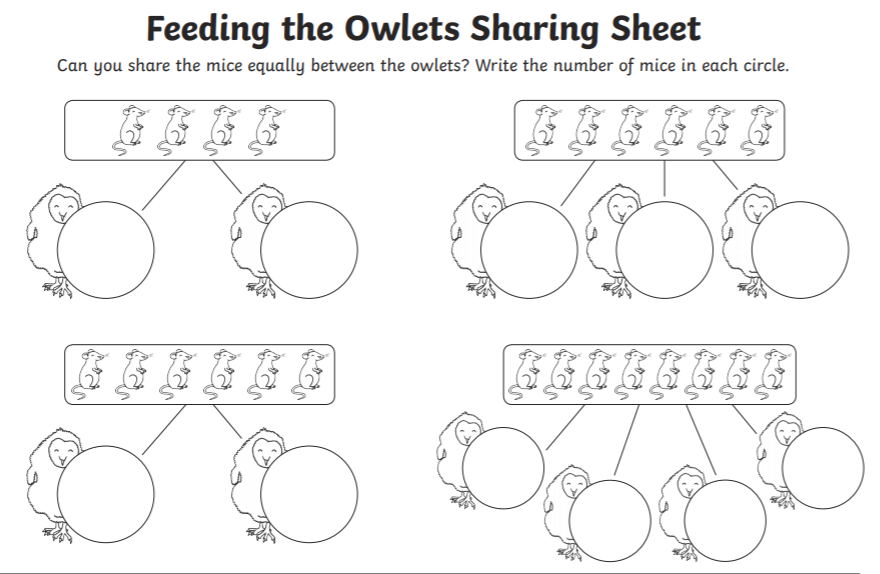 Feeding the Owlets Sharing Sheet
Can you share the mice equally between the owlets? Write the number of mice in each circle.